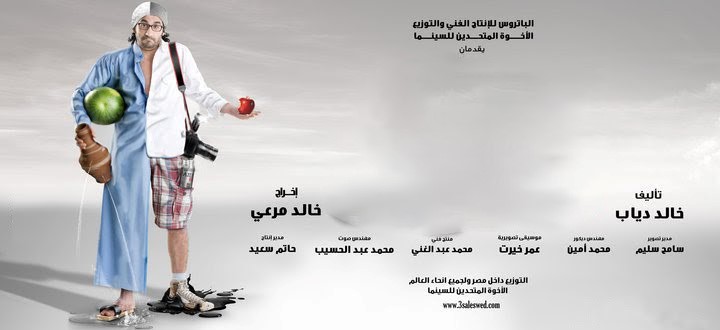 الباتروس للإنتاج الفني والتوزيع
الأخوة المتحدين للسينما
يقدمان
تأليف
خالد دياب
إخراج
خالد مرعي
مدير تصوير
سامح سليم
مهندس ديكور
محمد أمين
موسيقى تصويرية
عمر خيرت
منتج فني
محمد عبد الغني
مهندس صوت
محمد عبد الحسيب
مدير إنتاج
حاتم سعيد
التوزيع داخل مصر ولجميع انحاء العالم
الأخوة المتحدين للسينما
www.3saleswed.com